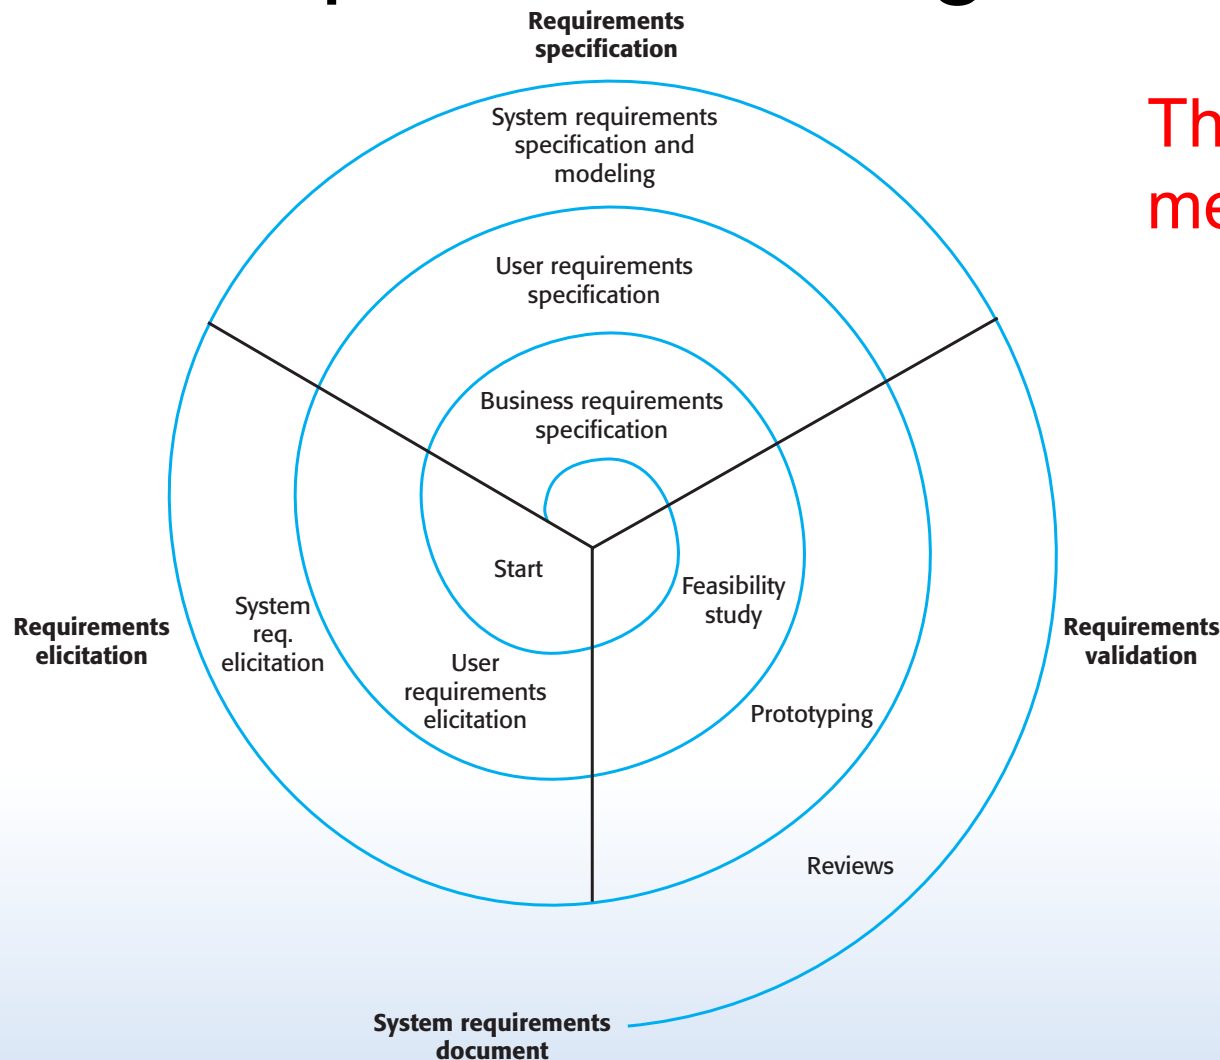 Requirements
specification
System requirements
specification and
modeling
User requirements
specification
Business requirements
specification
Start
Feasibility
study
System
req.
elicitation
Requirements
elicitation
Requirements
validation
User
requirements
elicitation
Prototyping
Reviews
System requirements
document